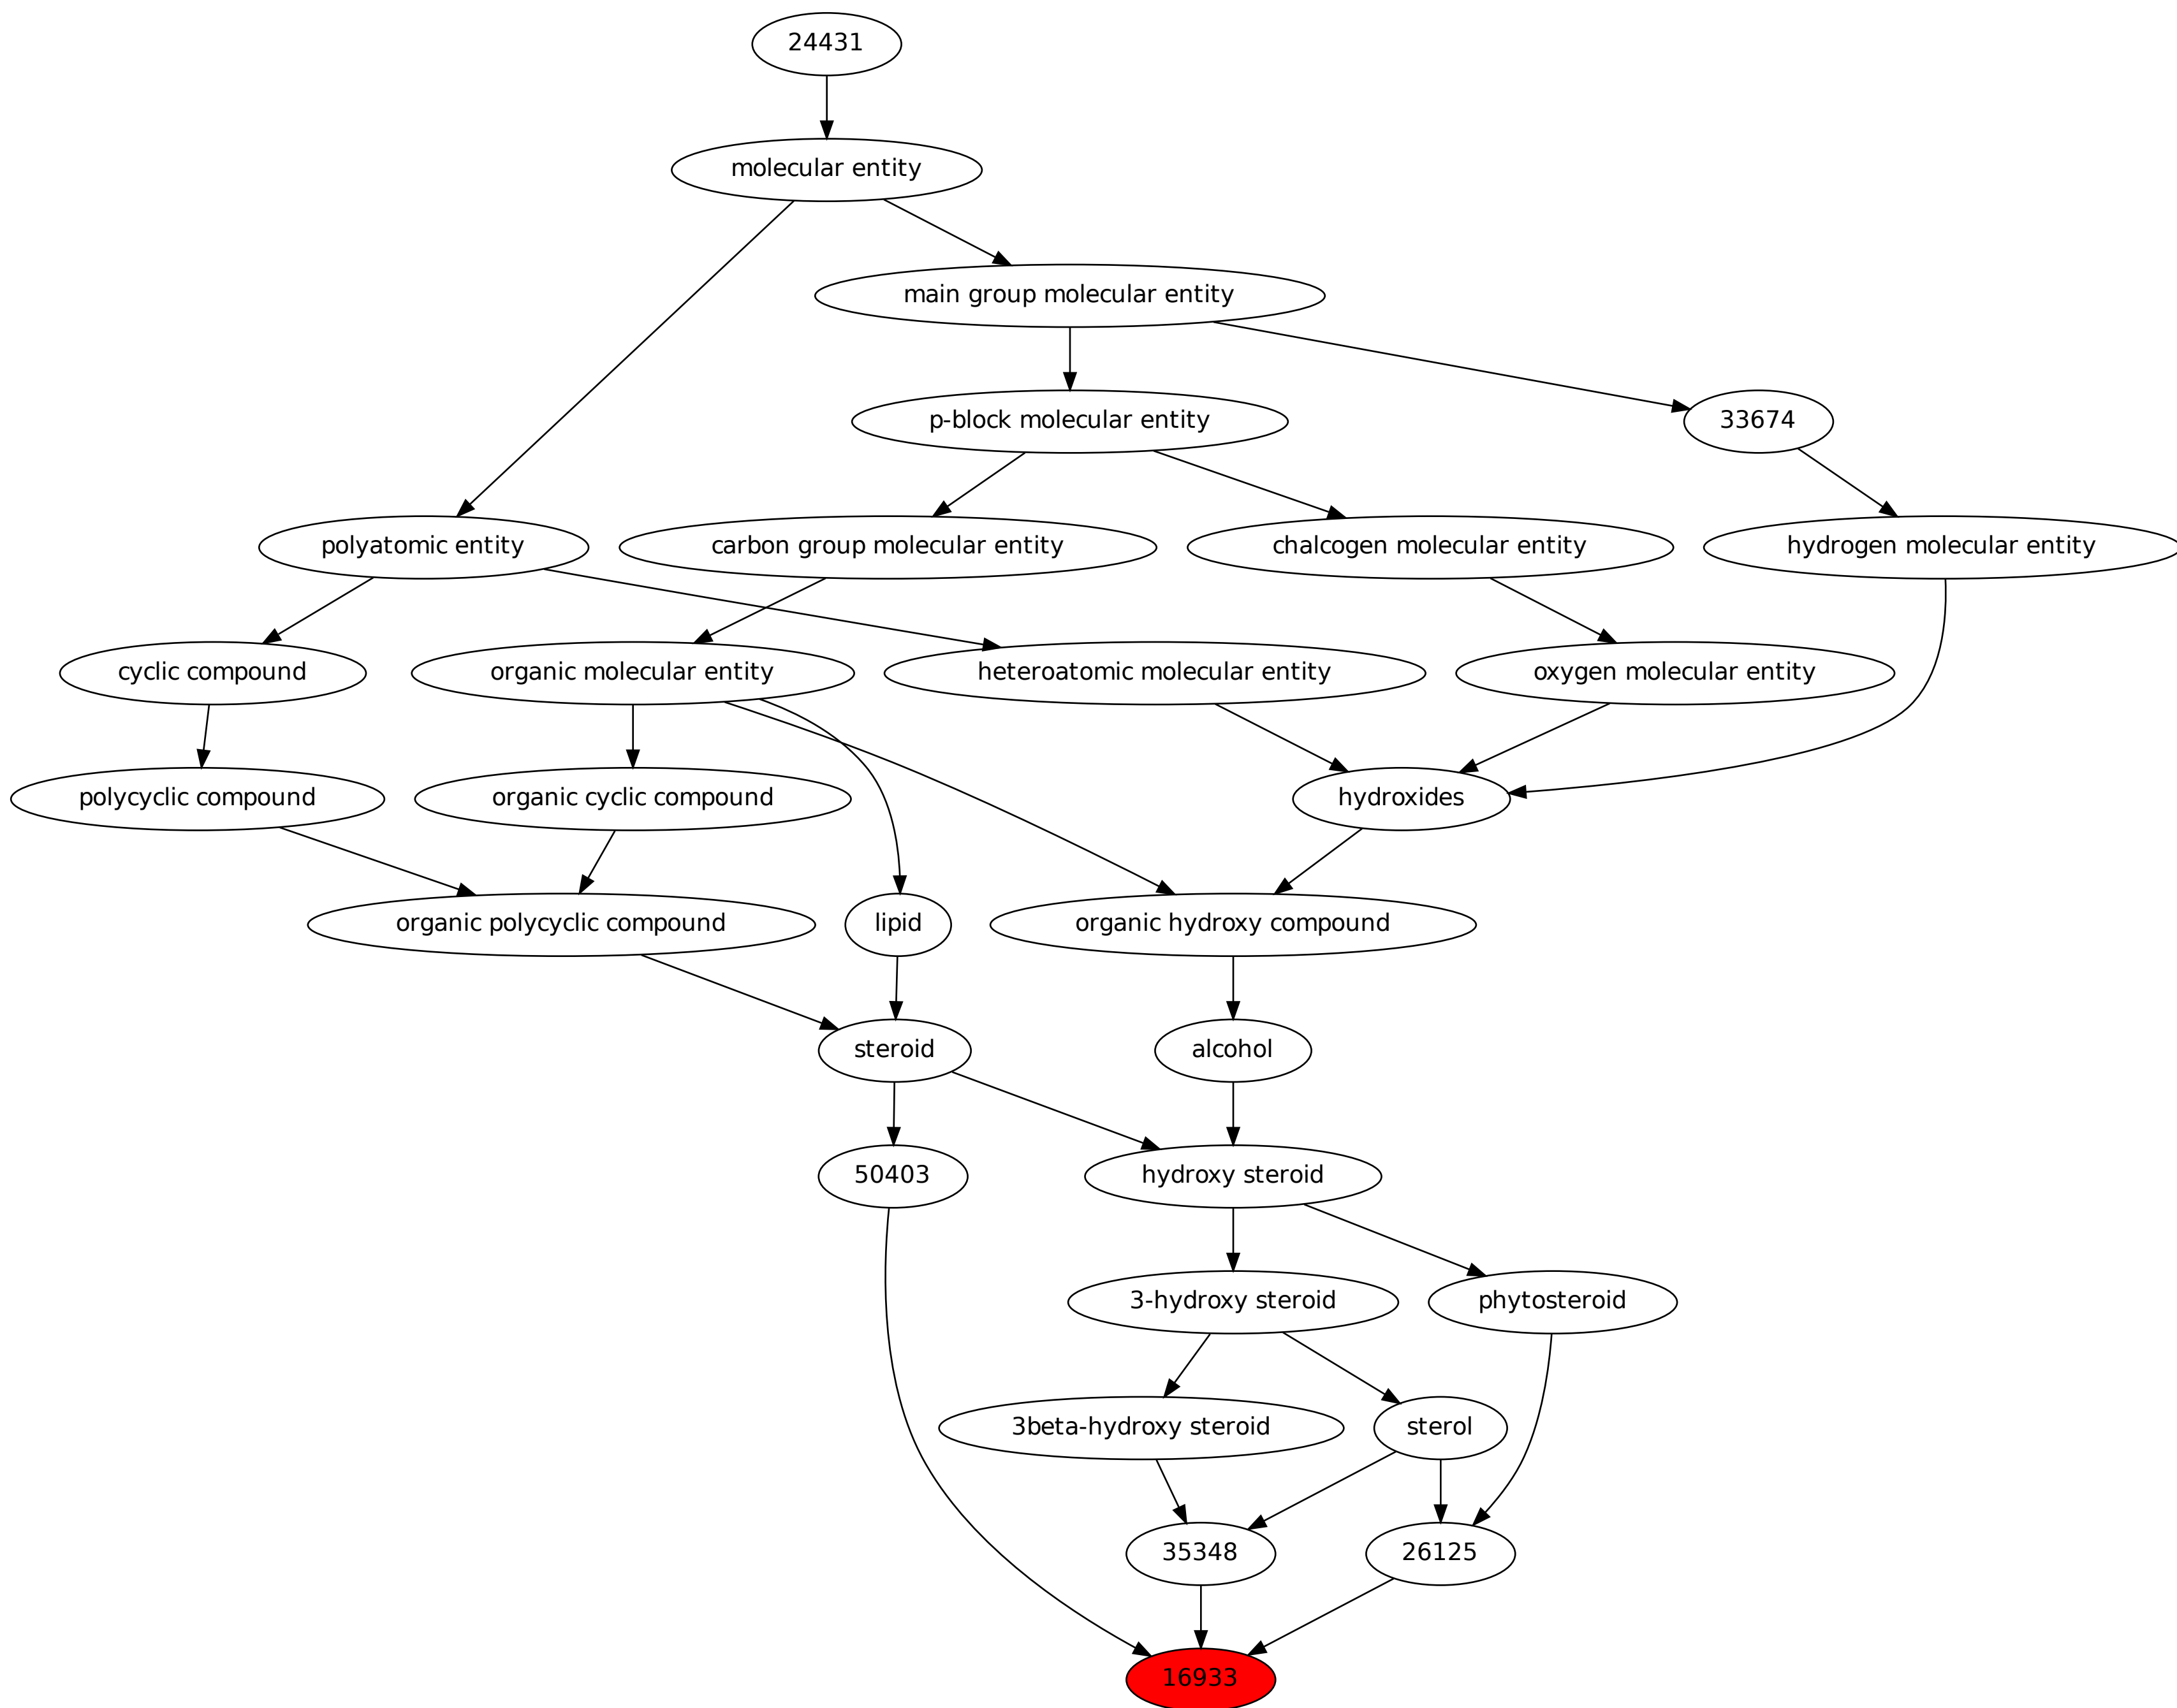 24431
molecular entity
main group molecular entity
p-block molecular entity
33674
polyatomic entity
carbon group molecular entity
chalcogen molecular entity
hydrogen molecular entity
cyclic compound
organic molecular entity
heteroatomic molecular entity
oxygen molecular entity
polycyclic compound
organic cyclic compound
hydroxides
organic polycyclic compound
lipid
organic hydroxy compound
steroid
alcohol
50403
hydroxy steroid
3-hydroxy steroid
phytosteroid
3beta-hydroxy steroid
sterol
35348
26125
16933